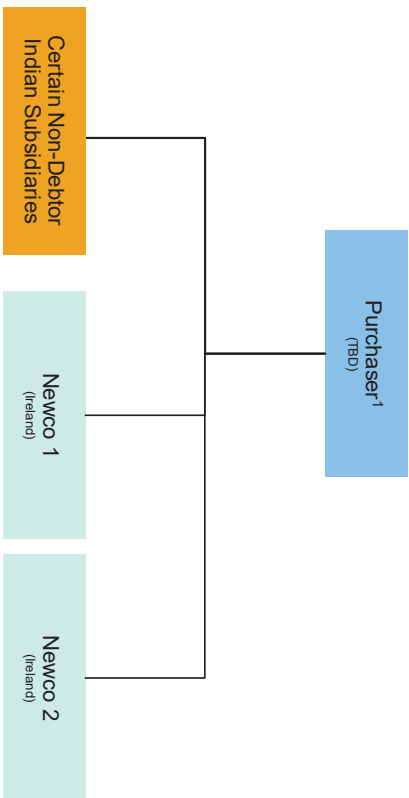 Purchaser1
(TBD)
Certain Non-Debtor
Indian Subsidiaries
Newco 1
(Ireland)
Newco 2
(Ireland)